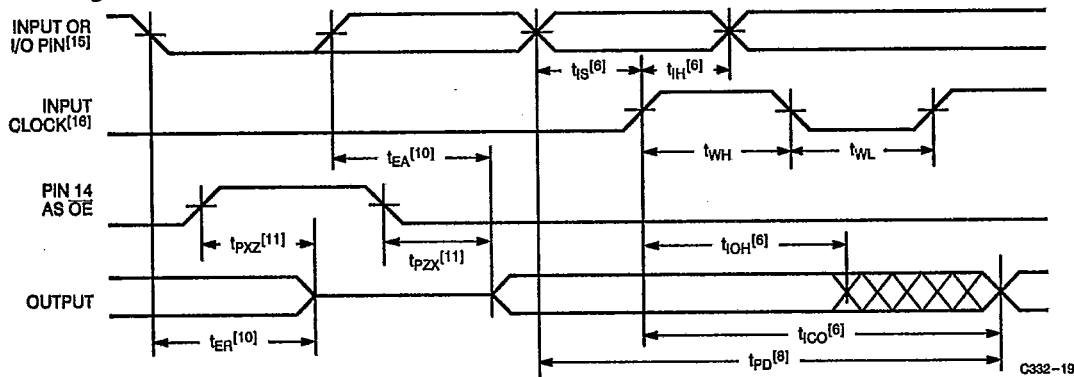 INPUT OR
I/O PIN[15]
tIS[6]
tIH[6]
INPUT
CLOCK[16]
tEA[10]
tWH
tWL
PIN 14
AS OE
tPXZ[11]
tPZX[11]
tIOH[6]
OUTPUT
tICO[6]
tER[10]
tPD[8]
C332-19